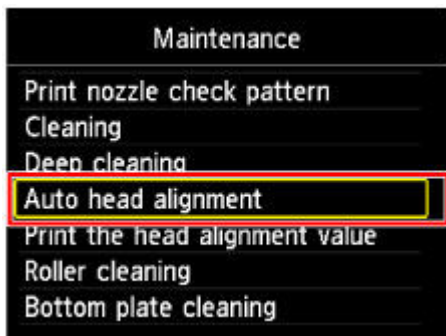 Maintenance
Print nozzle check pattern
Cleaning
Deep cleaning
Auto head alignment
Print the head alignment value
Roller cleaning
Bottom plate cleaning